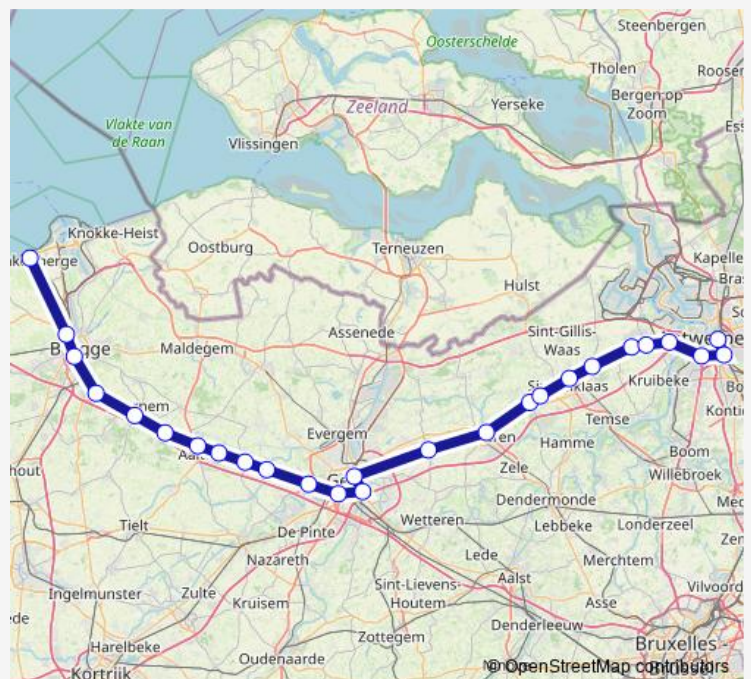 Steenbergen
Oosterschelde
Tholen
Roosen
Bergen op
Zoom
Zeeland
Yerseke
Vlakte van
de Raan
Vlissingen
Knokke-Heist
Oostburg
Terneuzen
Kapelle
Hulst
Assenede
Sint-Gillis-
Waas
Maldegem
Kruibeke
Temse
Evergem
Hamme
Boom
Zele
Willebroek
Dendermonde
Tielt
De Pinte
Wetteren
Lebbeke
Londerzeel
Nazareth
Lede
Merchtem
Ingelmunster
Zulte
Kruisem
Sint-Lievens-
Houtem
Aalst
Asse
Vilvoord
Denderleeuw
Zottegem
Harelbeke
Oudenaarde
Bruxelles -
Kortrijk
© OpenStreetMap contributors